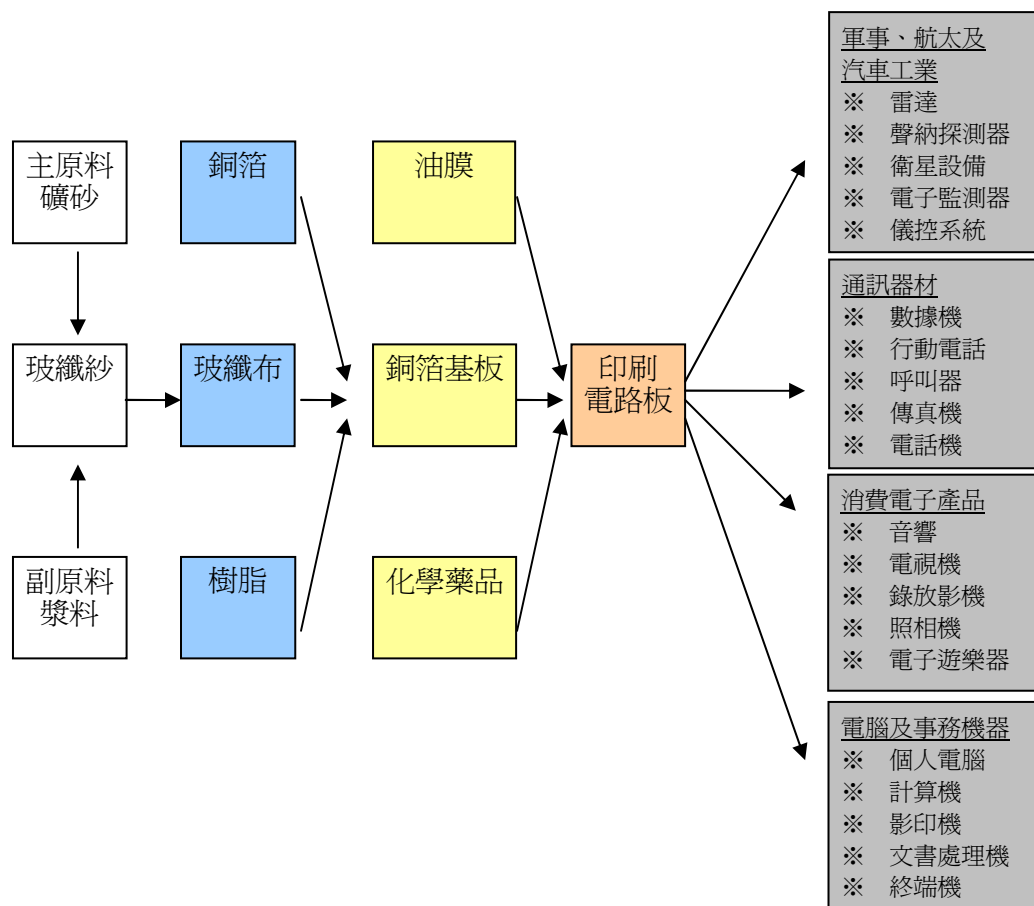 主原料
礦砂
玻纖紗
副原料
漿料
銅箔
玻纖布
樹脂
油膜
銅箔基板
化學藥品
印刷
電路板
軍事、航太及
汽車工業
※ 雷達
※ 聲納探測器
※ 衛星設備
※ 電子監測器
※ 儀控系統
通訊器材
※ 數據機
※ 行動電話
※ 呼叫器
※ 傳真機
※ 電話機
消費電子產品
※ 音響
※ 電視機
※ 錄放影機
※ 照相機
※ 電子遊樂器
電腦及事務機器
※ 個人電腦
※ 計算機
※ 影印機
※ 文書處理機
※ 終端機